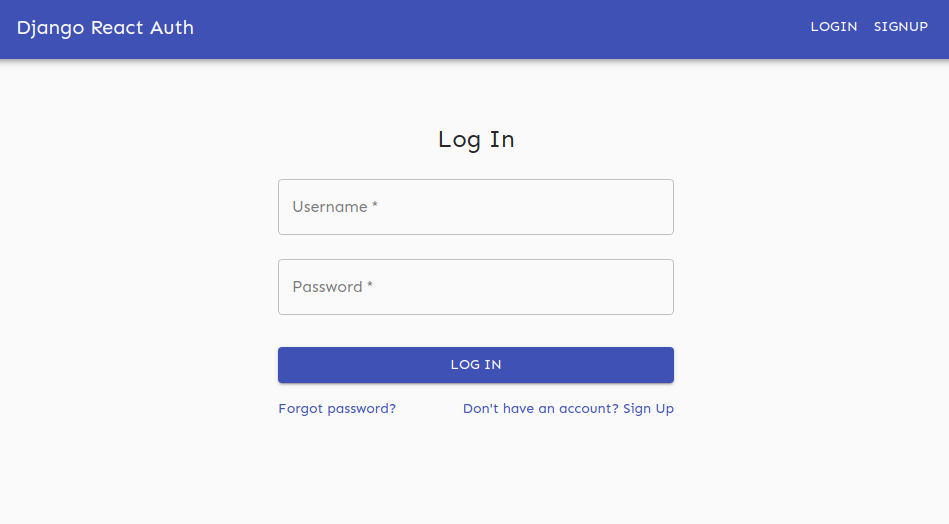 Django React Auth LOGIN SIGNUP
Log In
Username *
Password *
LOG IN
Forgot password? Don't have an account? Sign Up